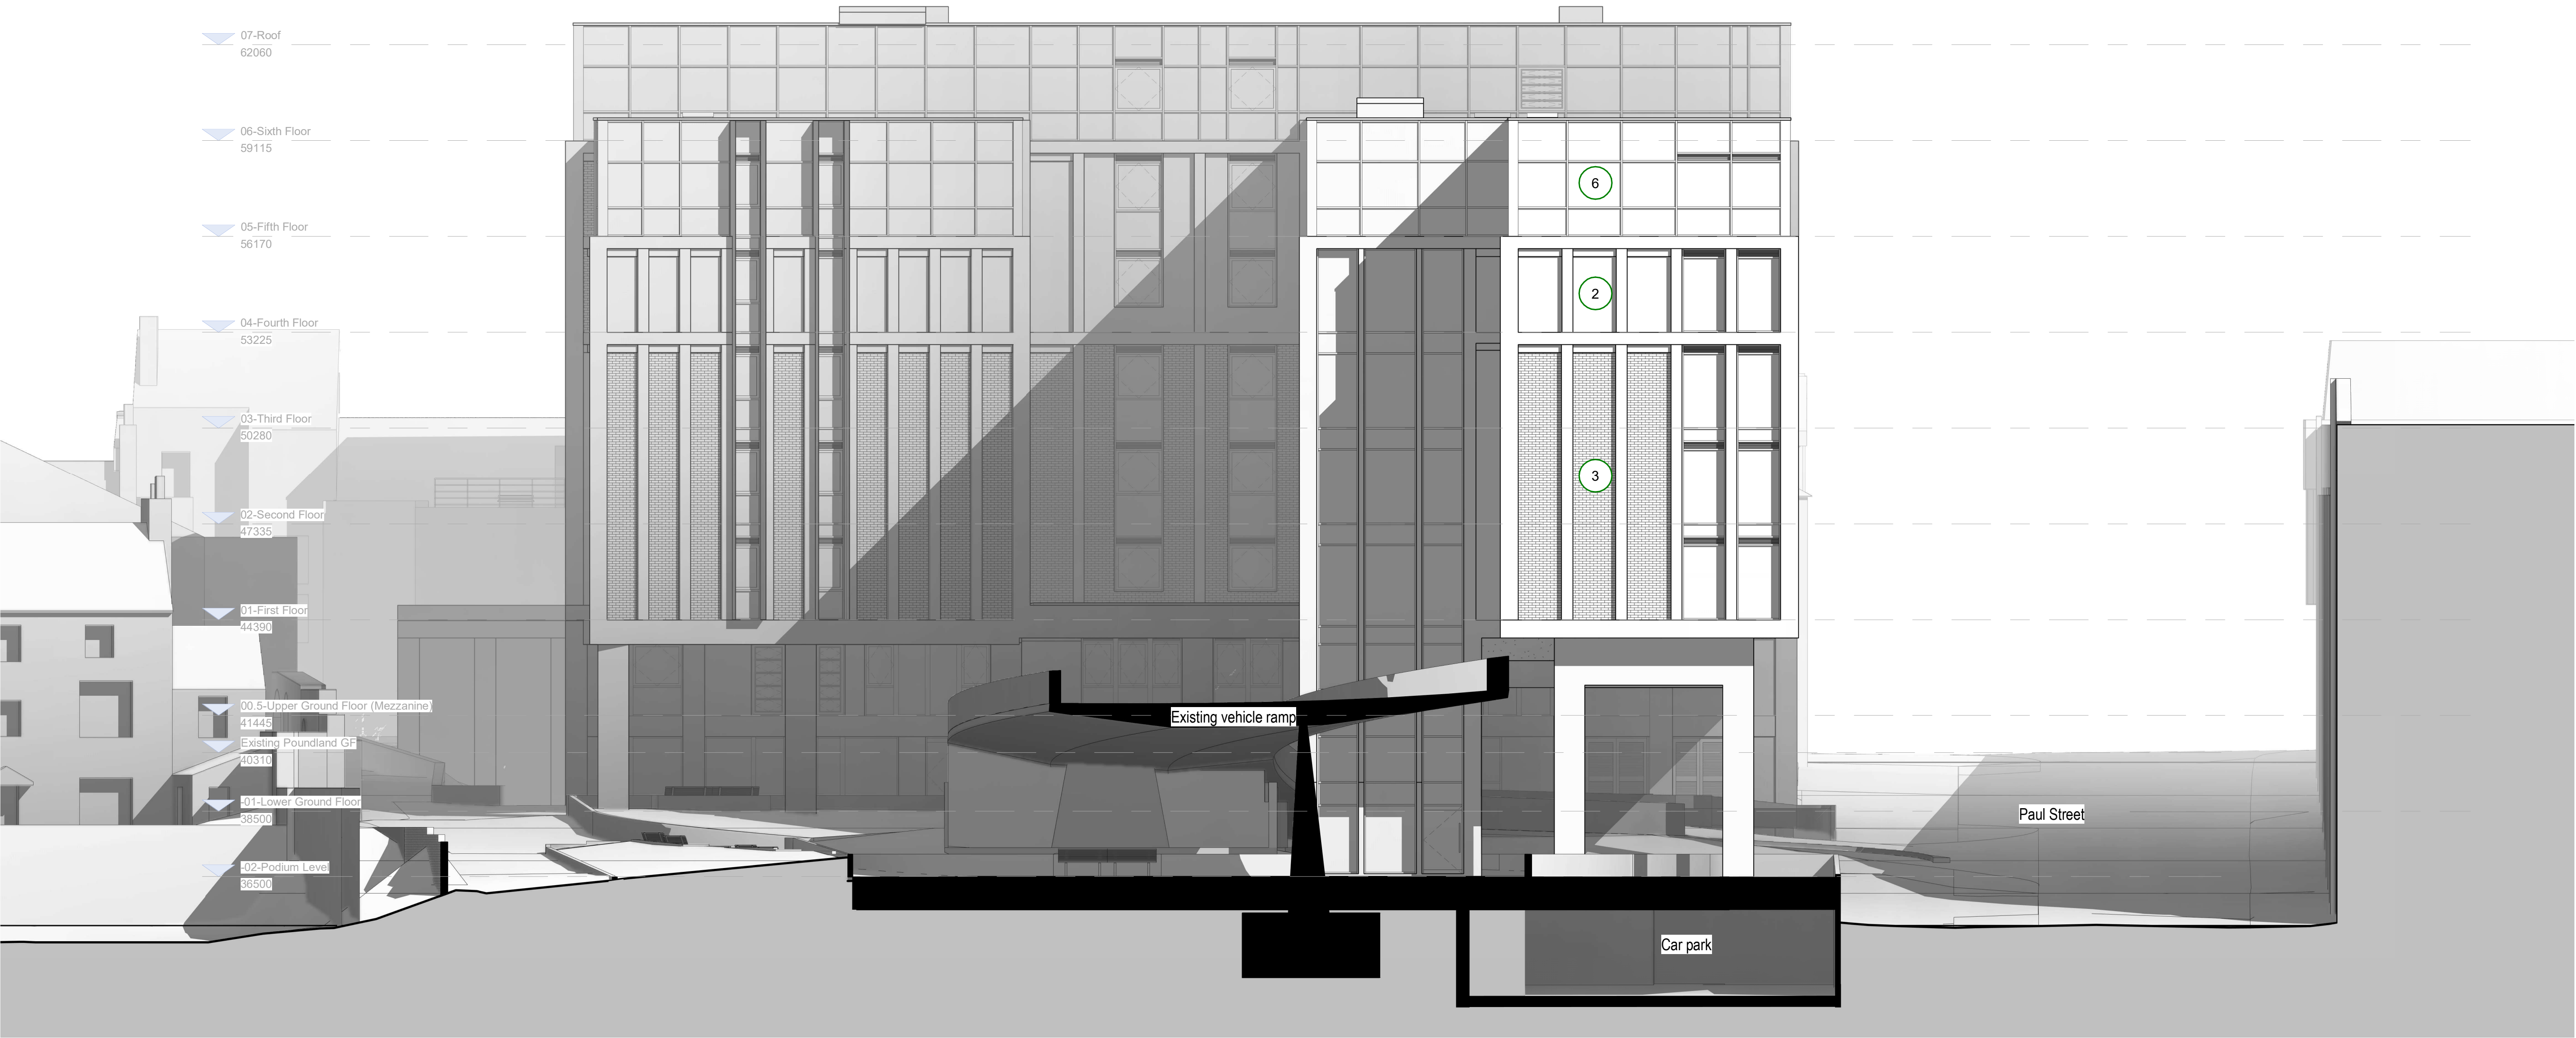 07-Roof
62060
06-Sixth Floor
59115
6
05-Fifth Floor
56170
2
04-Fourth Floor
53225
03-Third Floor
50280
3
02-Second Floor
47335
01-First Floor
44390
00.5-Upper Ground Floor (Mezzanine)
41445
Existing vehicle ramp
Existing Poundland GF
40310
-01-Lower Ground Floor
38500
Paul Street
-02-Podium Level
36500
Car park